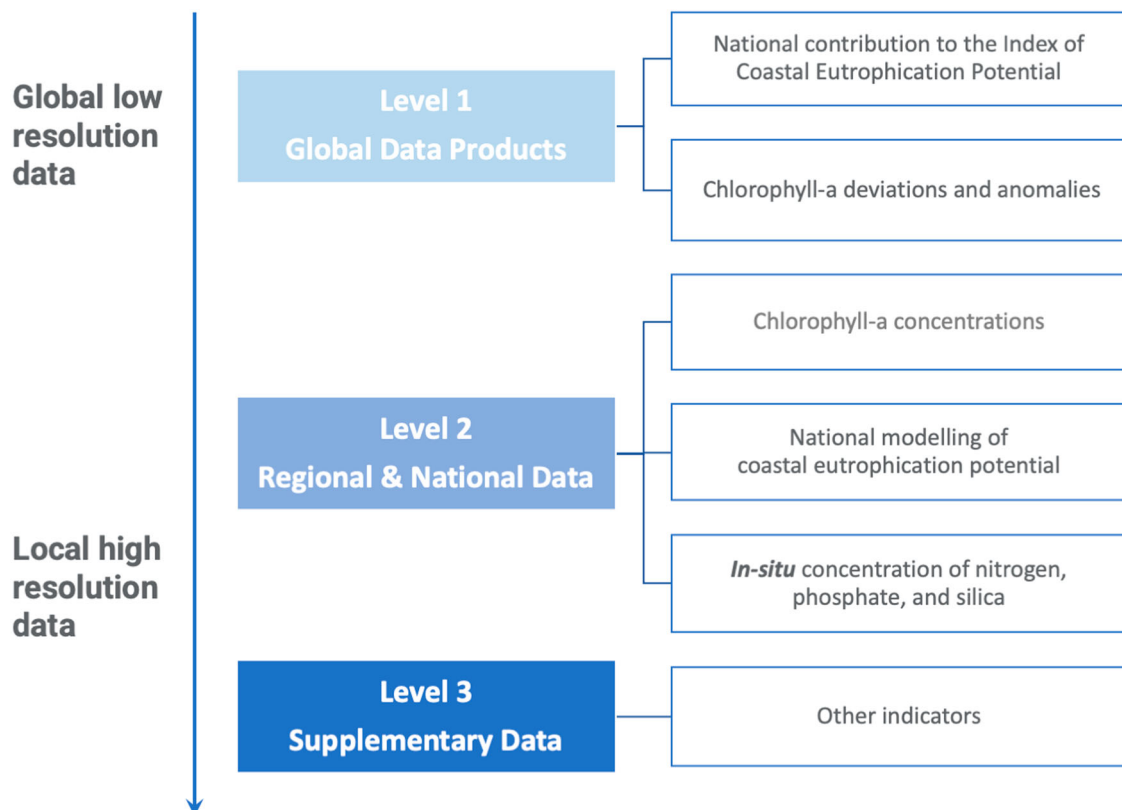 Global low
resolution
data
Local high
resolution
data
Level 1
Global Data Products
National contribution to the Index of
Coastal Eutrophication Potential
Chlorophyll-a deviations and anomalies
Level 2
Regional & National Data
Chlorophyll-a concentrations
National modelling of
coastal eutrophication potential
In-situ concentration of nitrogen,
phosphate, and silica
Level 3
Supplementary Data
Other indicators